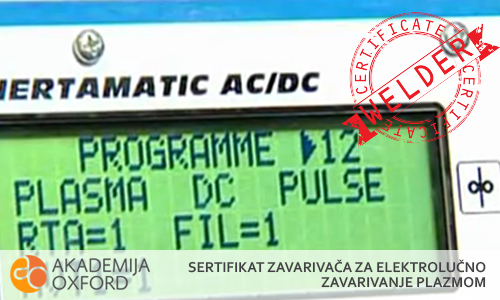 ERTAMATIC AC/DC
CERTIFICATE
WELDER
CERTIFICATE
PROGRAMME 12
PLASMA DC PULSE
RTA=1 FIL=1
AKADEMIJA
OXFORD
SERTIFIKAT ZAVARIVAČA ZA ELEKTROLUČNO
ZAVARIVANJE PLAZMOM